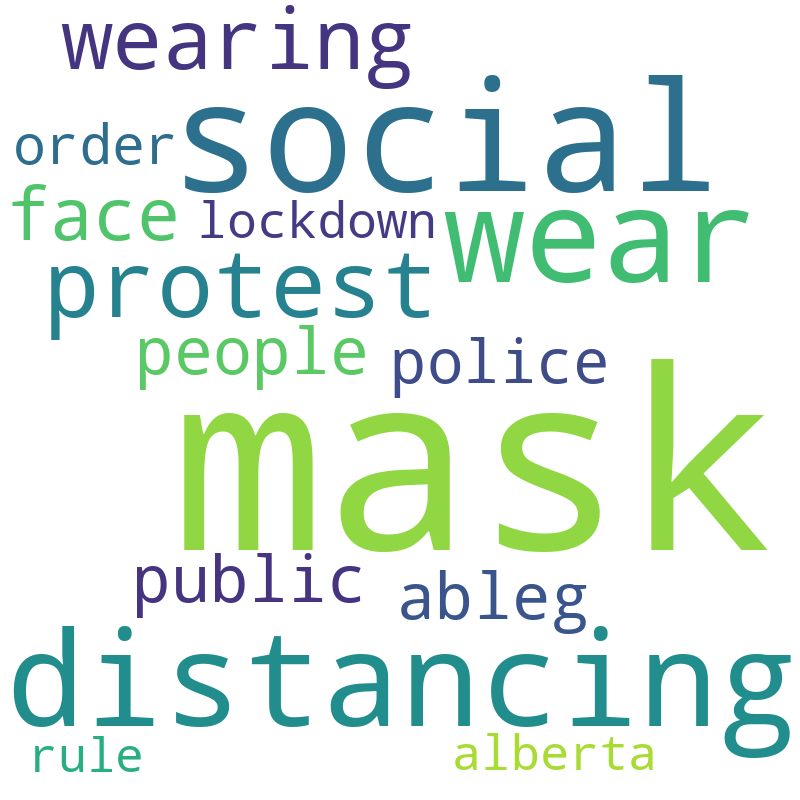 wearing
social
order
face
lockdown
wear
protest
people
police
mask
public
ableg
distancing
rule
alberta